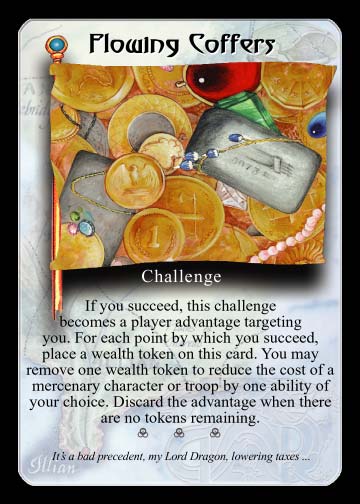 Flowing Coffers
Challenge
If you succeed, this challenge
becomes a player advantage targeting
you. For each point by which you succeed,
place a wealth token on this card. You may
remove one wealth token to reduce the cost of a
mercenary character or troop by one ability of
your choice. Discard the advantage when there
are no tokens remaining.
It's a bad precedent, my Lord Dragon, lowering taxes ...
Illian